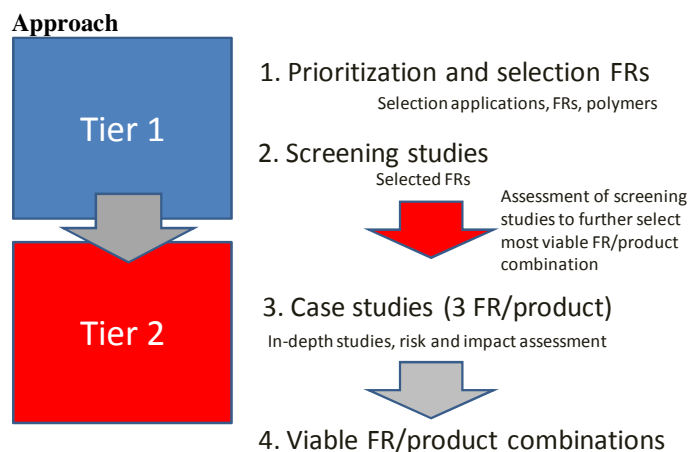 Approach
Tier 1
1. Prioritization and selection FRs
Selection applications, FRs, polymers
2. Screening studies
Selected FRs
Assessment of screening
studies to further select
most viable FR/product
combination
Tier 2
3. Case studies (3 FR/product)
In-depth studies, risk and impact assessment
4. Viable FR/product combinations